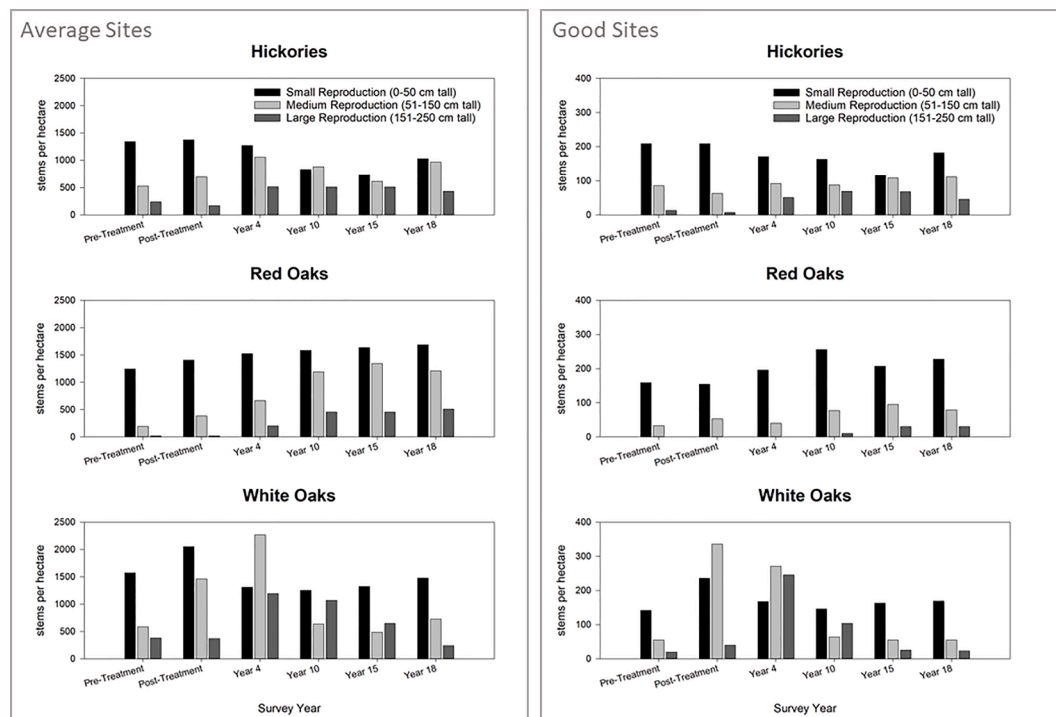 Average Sites
Hickories
2500
2000
1500
1000
500
0
stems per hectare
Small Reproduction (0-50 cm tall)
Medium Reproduction (51-150 cm tall)
Large Reproduction (151-250 cm tall)
Pre-Treatment
Post-Treatment
Year 4
Year 10
Year 15
Year 18
Red Oaks
2500
2000
1500
1000
500
0
stems per hectare
Pre-Treatment
Post-Treatment
Year 4
Year 10
Year 15
Year 18
White Oaks
2500
2000
1500
1000
500
0
stems per hectare
Pre-Treatment
Post-Treatment
Year 4
Year 10
Year 15
Year 18
Survey Year
Good Sites
Hickories
400
300
200
100
0
stems per hectare
Small Reproduction (0-50 cm tall)
Medium Reproduction (51-150 cm tall)
Large Reproduction (151-250 cm tall)
Pre-Treatment
Post-Treatment
Year 4
Year 10
Year 15
Year 18
Red Oaks
400
300
200
100
0
stems per hectare
Pre-Treatment
Post-Treatment
Year 4
Year 10
Year 15
Year 18
White Oaks
400
300
200
100
0
stems per hectare
Pre-Treatment
Post-Treatment
Year 4
Year 10
Year 15
Year 18
Survey Year